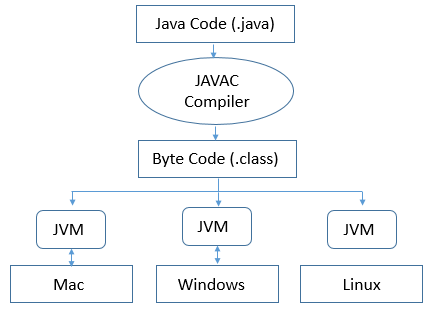 Java Code (.java)
JAVAC
Compiler
Byte Code (.class)
JVM
JVM
JVM
Mac
Windows
Linux